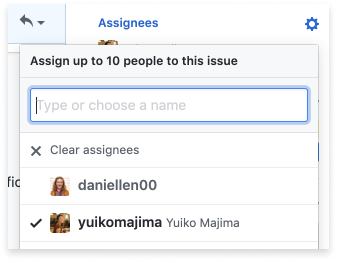 Assignees
Assign up to 10 people to this issue
Type or choose a name
Clear assignees
daniellen00
yuikomajima Yuiko Majima